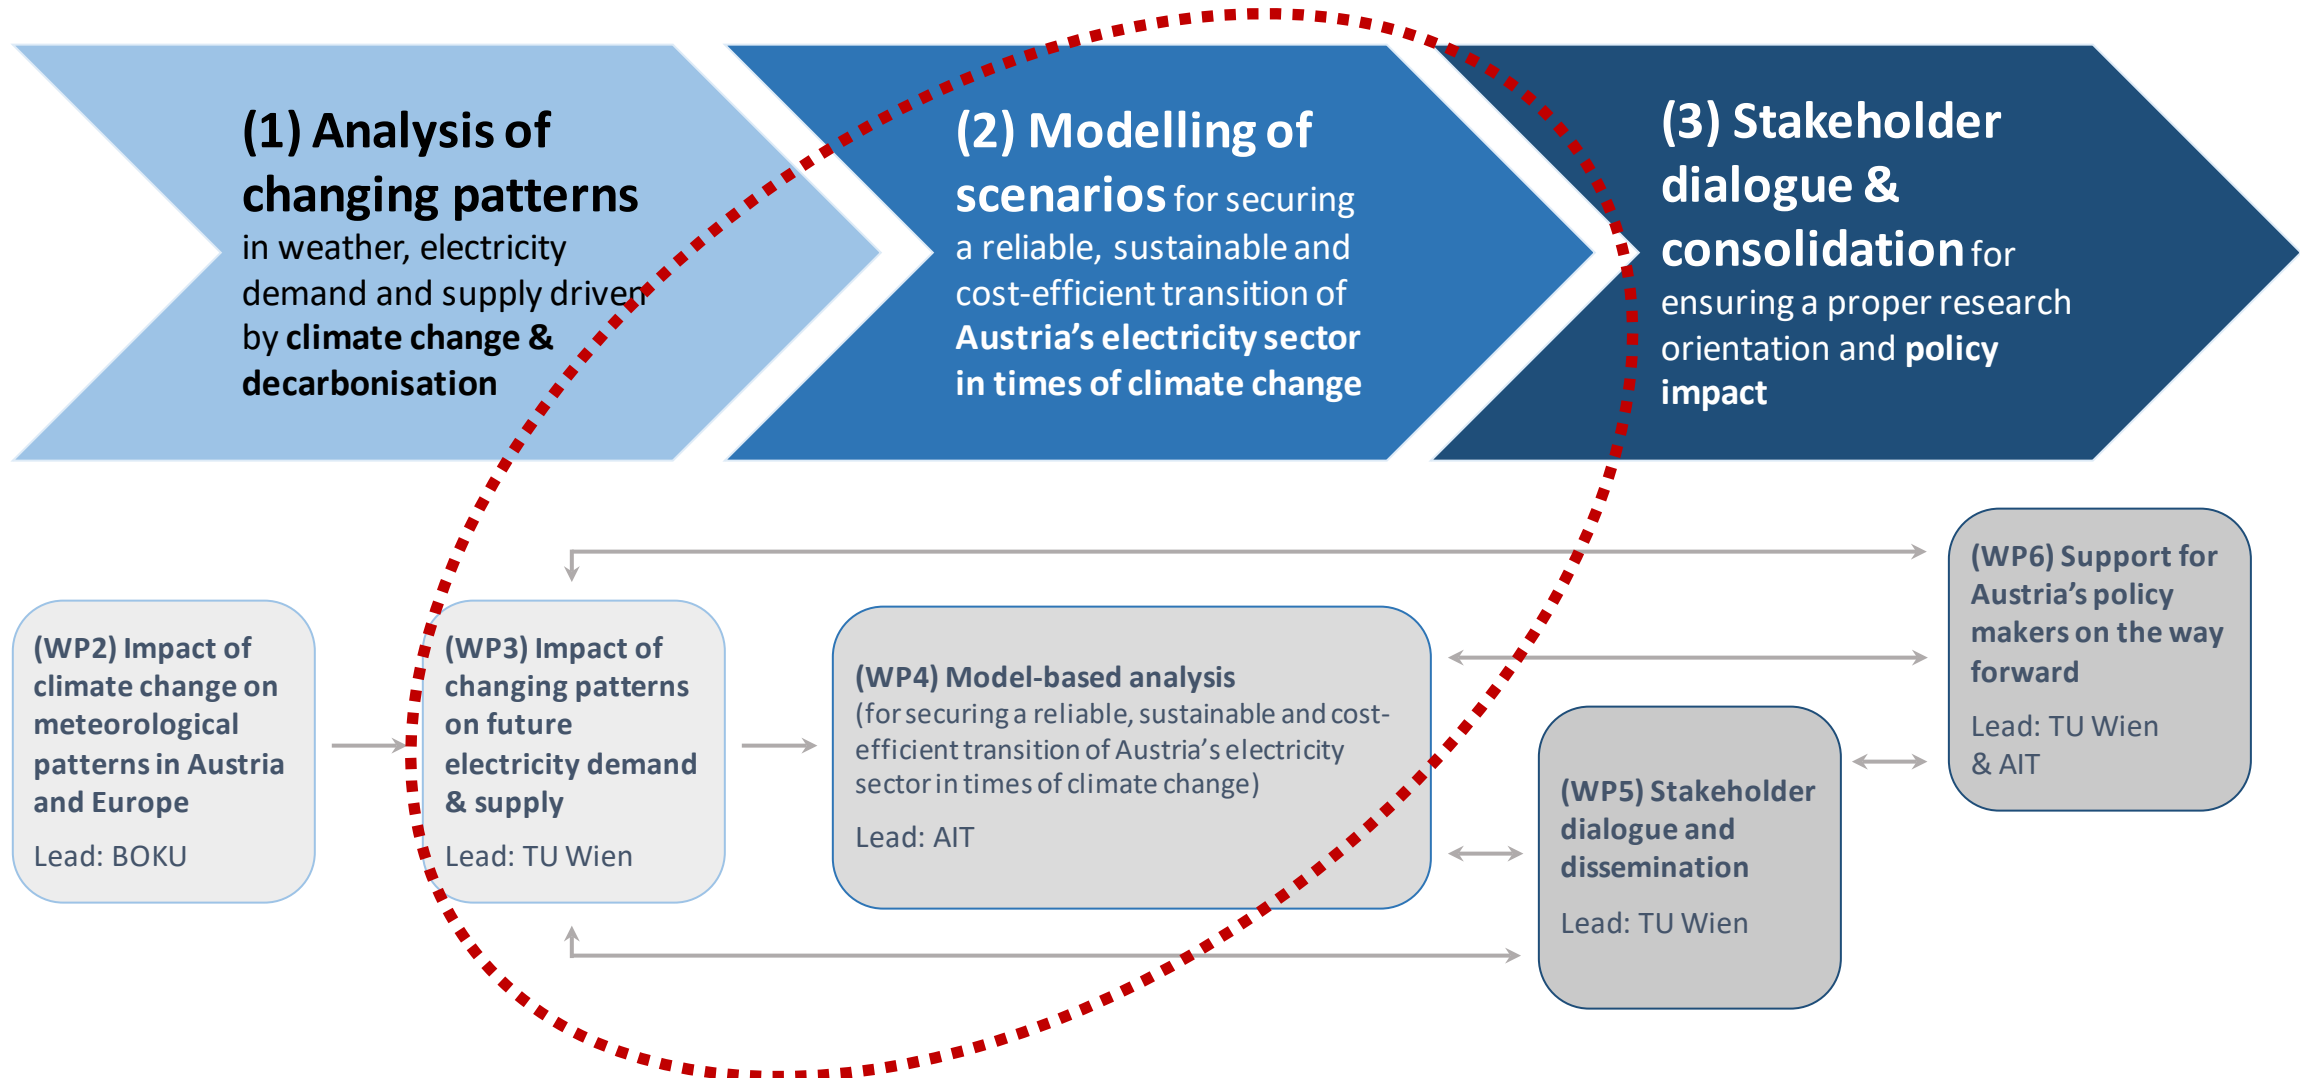 (1) Analysis of
changing patterns
in weather, electricity
demand and supply driven
by climate change &
decarbonisation
(2) Modelling of
scenarios for securing
a reliable, sustainable and
cost-efficient transition of
Austria’s electricity sector
in times of climate change
(3) Stakeholder
dialogue &
consolidation for
ensuring a proper research
orientation and policy
impact
(WP2) Impact of
climate change on
meteorological
patterns in Austria
and Europe
Lead: BOKU
(WP3) Impact of
changing patterns
on future
electricity demand
& supply
Lead: TU Wien
(WP4) Model-based analysis
(for securing a reliable, sustainable and cost-
efficient transition of Austria’s electricity
sector in times of climate change)
Lead: AIT
(WP5) Stakeholder
dialogue and
dissemination
Lead: TU Wien
(WP6) Support for
Austria’s policy
makers on the way
forward
Lead: TU Wien
& AIT